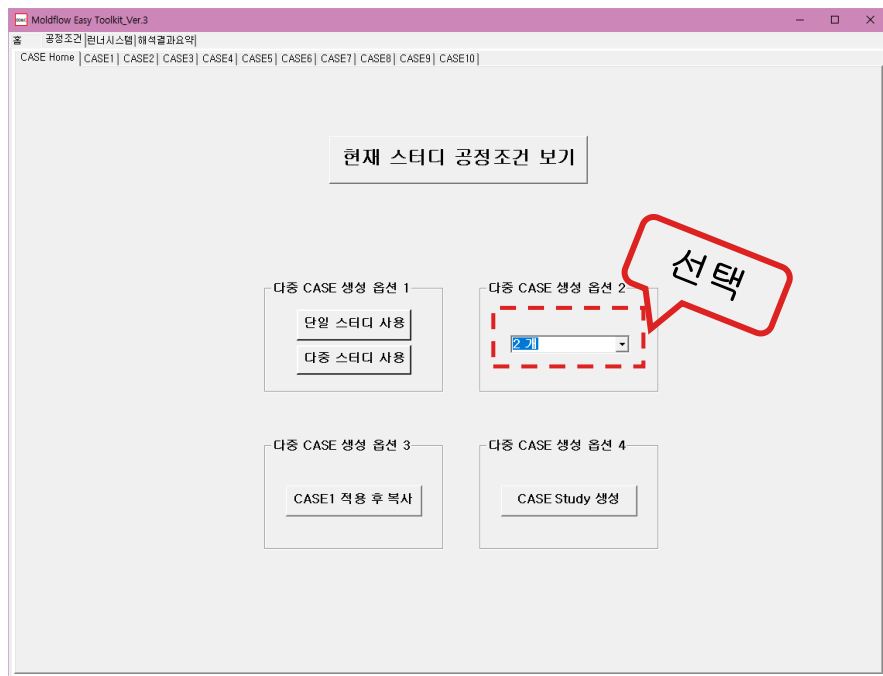 Moldflow Easy Toolkit_Ver.3
홈 공정조건 런너시스템 해석결과요약
CASE Home CASE1 CASE2 CASE3 CASE4 CASE5 CASE6 CASE7 CASE8 CASE9 CASE10
현재 스터디 공정조건 보기
선택
다중 CASE 생성 옵션 1
단일 스터디 사용
다중 스터디 사용
다중 CASE 생성 옵션 2
2 개
다중 CASE 생성 옵션 3
CASE1 적용 후 복사
다중 CASE 생성 옵션 4
CASE Study 생성